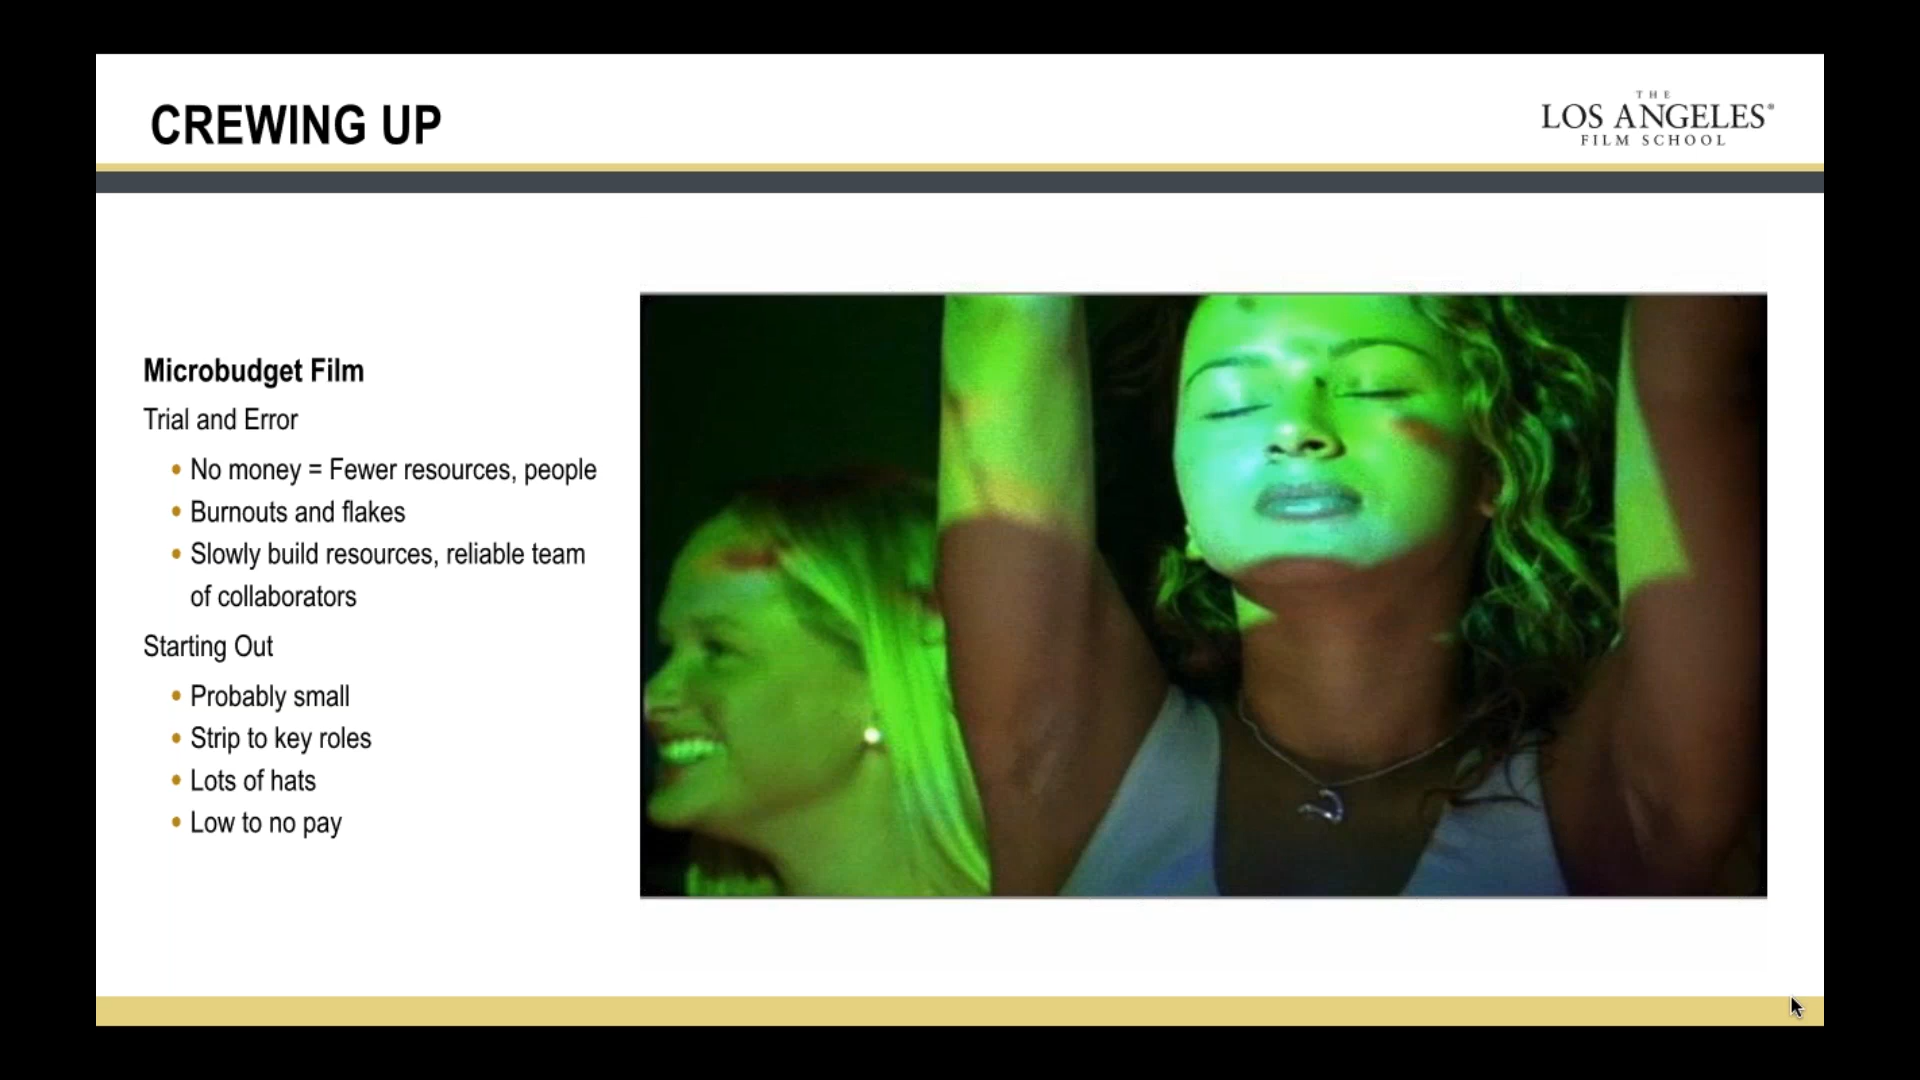 CREWING UP
THE
LOS ANGELES®
FILM SCHOOL
Microbudget Film
Trial and Error
• No money = Fewer resources, people
• Burnouts and flakes
• Slowly build resources, reliable team
of collaborators
Starting Out
• Probably small
• Strip to key roles
• Lots of hats
• Low to no pay